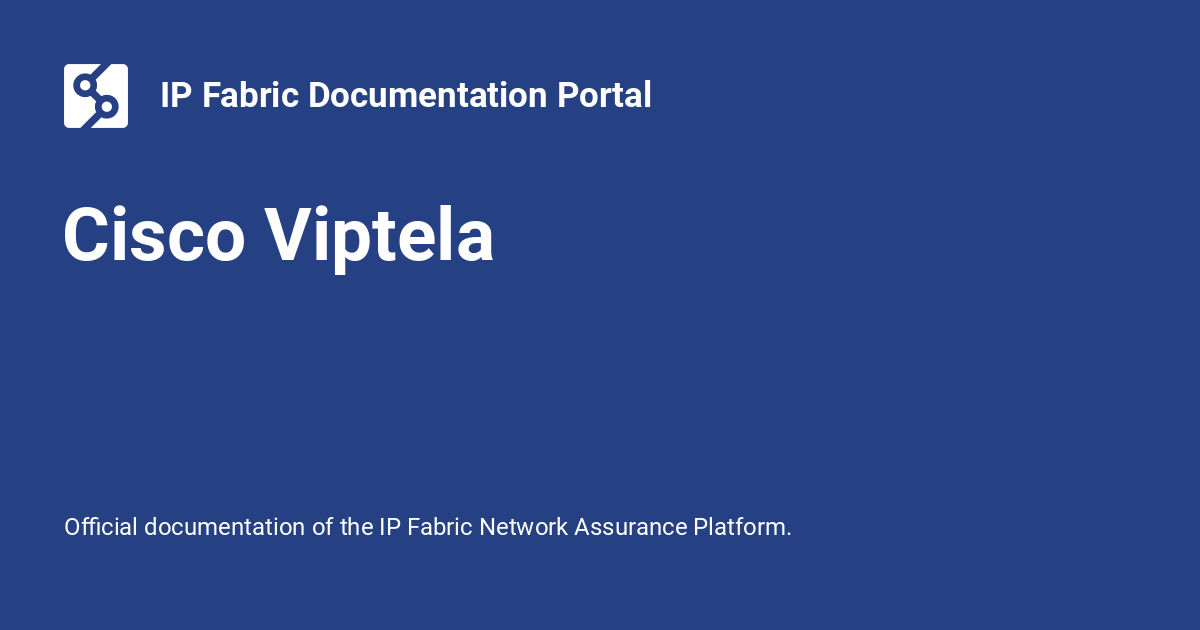 IP Fabric Documentation Portal
Cisco Viptela
Official documentation of the IP Fabric Network Assurance Platform.